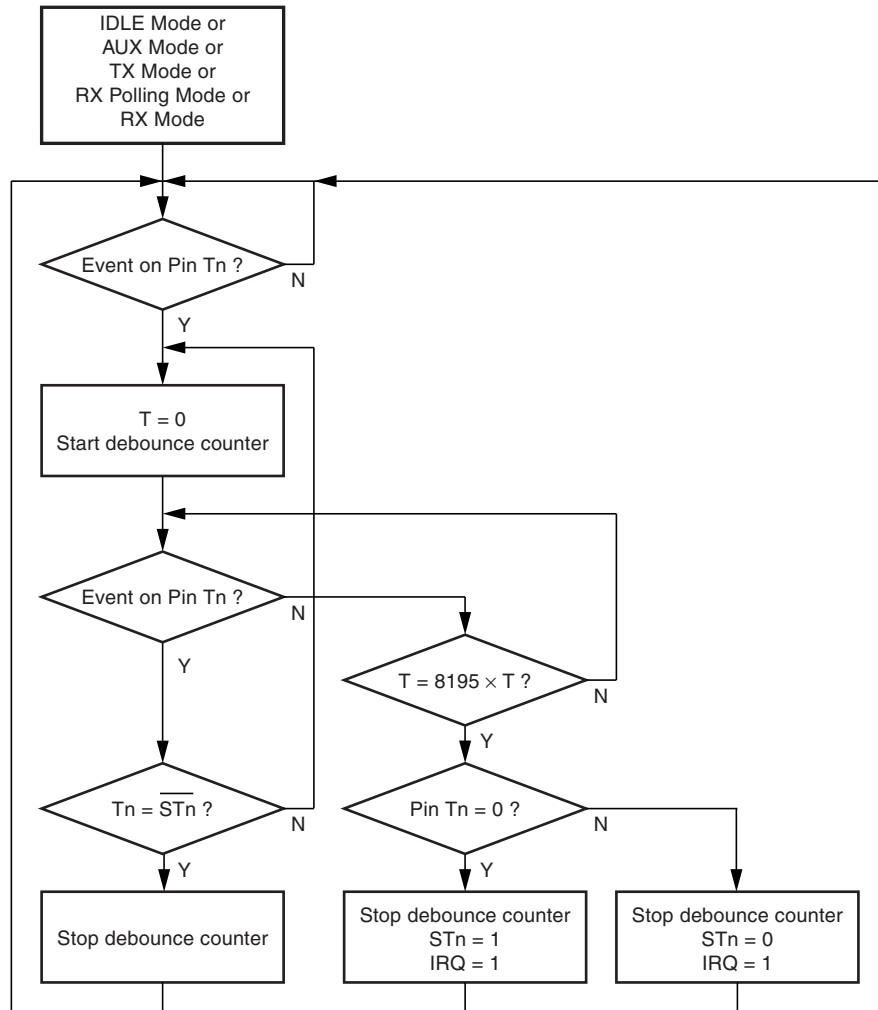 IDLE Mode or
AUX Mode or
TX Mode or
RX Polling Mode or
RX Mode
Event on Pin Tn ?
N
Y
T = 0
Start debounce counter
Event on Pin Tn ?
N
Y
T = 8195 × T ?
N
Y
Tn = S̅T̅n̅ ?
N
Y
Pin Tn = 0 ?
N
Y
Stop debounce counter
Stop debounce counter
STn = 1
IRQ = 1
Stop debounce counter
STn = 0
IRQ = 1